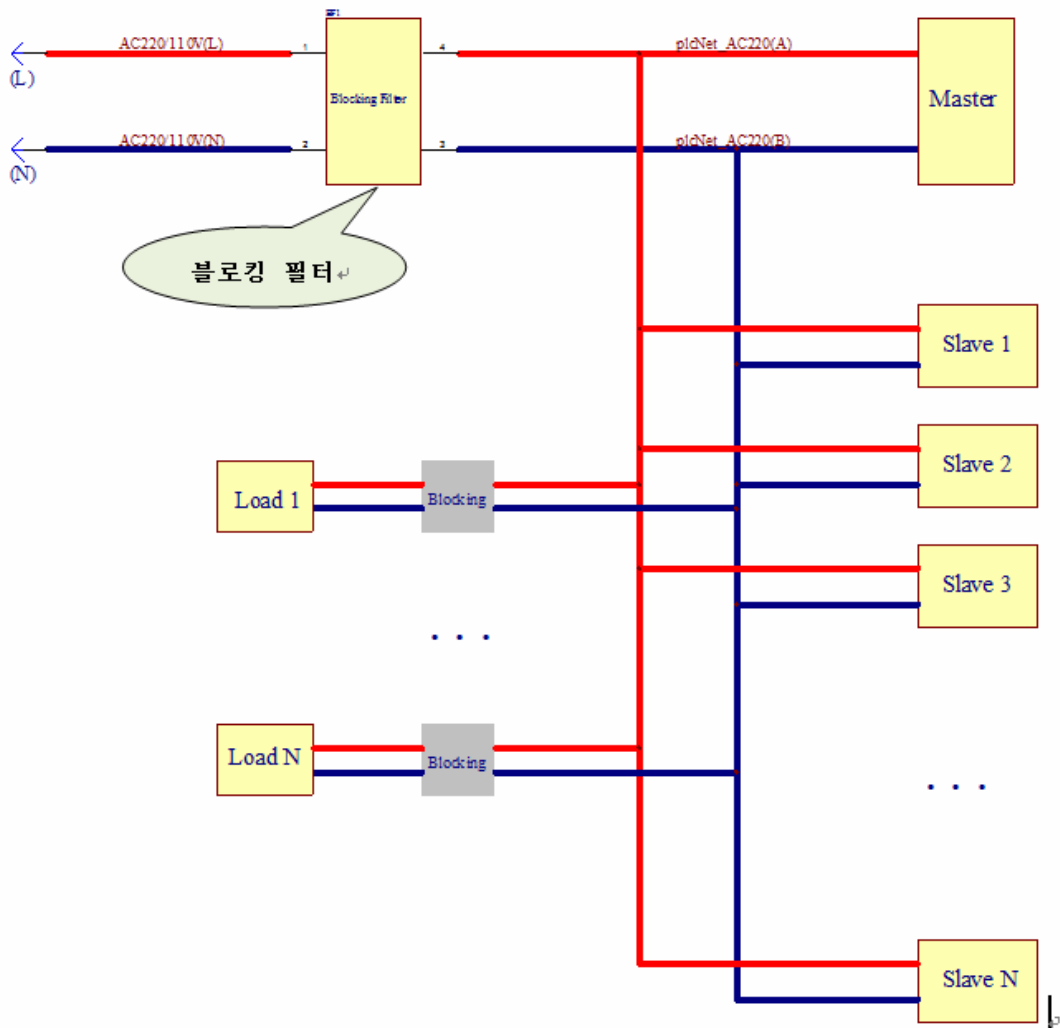 AC220/110V(L)
1
4
plcNet_AC220(A)
(L)
Blocking Filter
Master
AC220/110V(N)
2
3
plcNet_AC220(B)
(N)
블로킹 필터
Slave 1
Slave 2
Load 1
Blocking
Slave 3
. . .
Load N
Blocking
. . .
Slave N